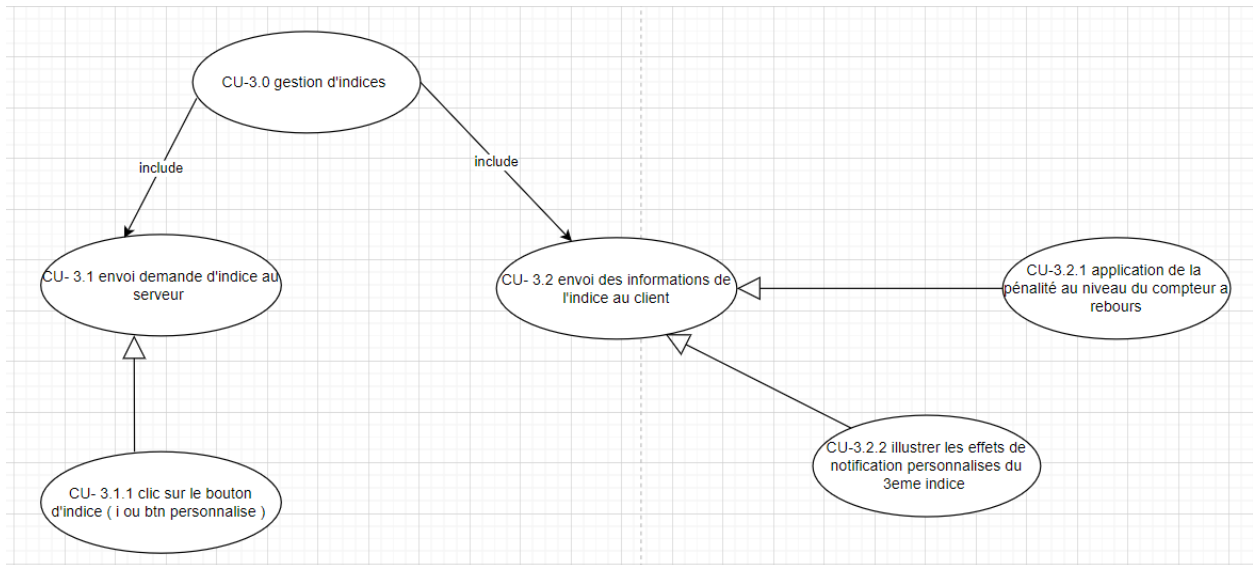 CU-3.0 gestion d'indices
include
include
CU- 3.1 envoi demande d'indice au
serveur
CU- 3.2 envoi des informations de
l'indice au client
CU-3.2.1 application de la
pénalité au niveau du compteur a
rebours
CU-3.2.2 illustrer les effets de
notification personnalises du
3eme indice
CU- 3.1.1 clic sur le bouton
d'indice ( i ou btn personnalise )